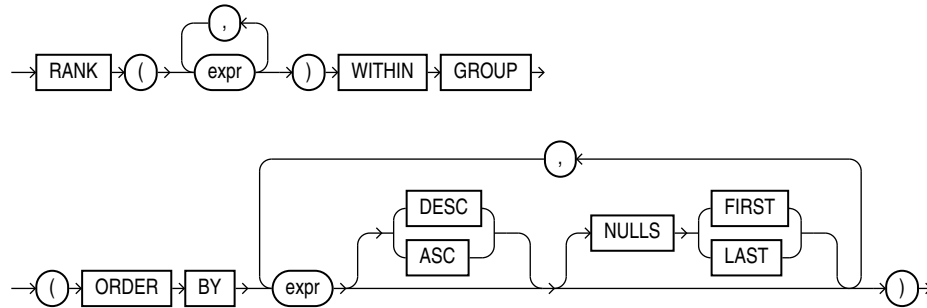 ,
RANK ( expr ) WITHIN GROUP
,
DESC FIRST
NULLS
ASC LAST
( ORDER BY expr )